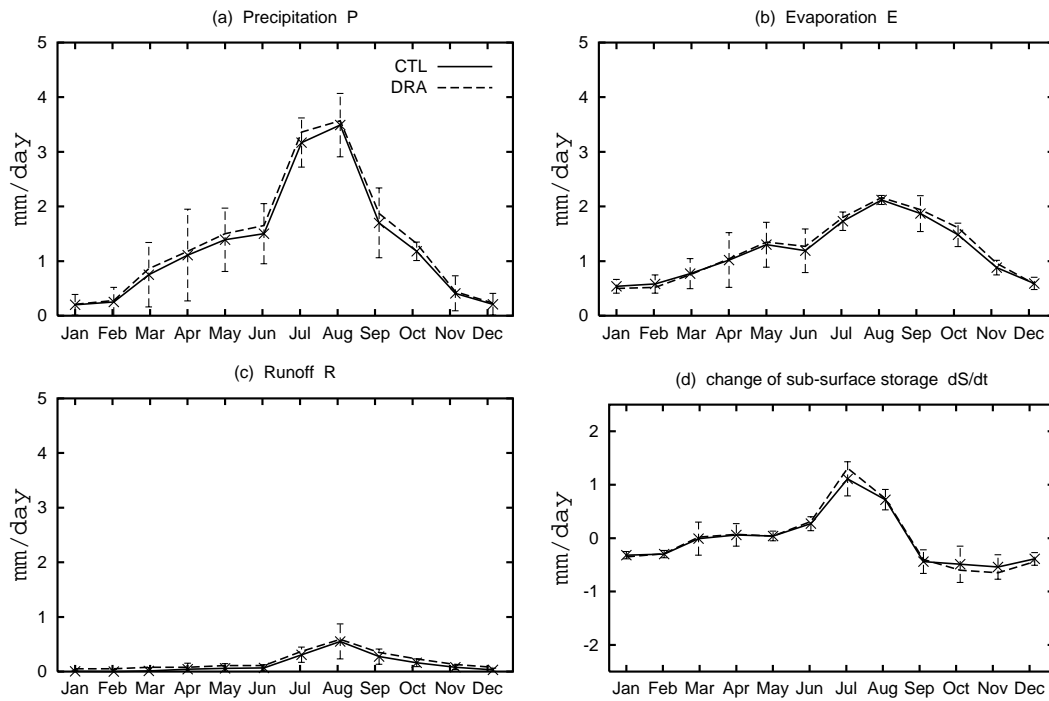 (a) Precipitation P
5
4
3
2
1
0
mm/day
CTL
DRA
Jan Feb Mar Apr May Jun Jul Aug Sep Oct Nov Dec
(b) Evaporation E
5
4
3
2
1
0
mm/day
Jan Feb Mar Apr May Jun Jul Aug Sep Oct Nov Dec
(c) Runoff R
5
4
3
2
1
0
mm/day
Jan Feb Mar Apr May Jun Jul Aug Sep Oct Nov Dec
(d) change of sub-surface storage dS/dt
2
1
0
-1
-2
mm/day
Jan Feb Mar Apr May Jun Jul Aug Sep Oct Nov Dec